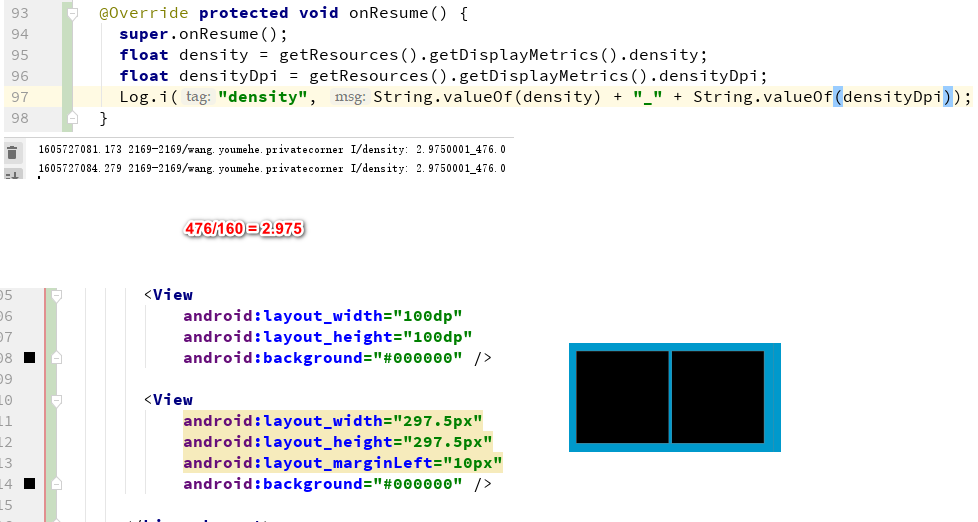 93 @Override protected void onResume() {
94 super.onResume();
95 float density = getResources().getDisplayMetrics().density;
96 float densityDpi = getResources().getDisplayMetrics().densityDpi;
97 Log.i( tag: "density", msg: String.valueOf(density) + "_" + String.valueOf(densityDpi));
98 }
1605727081.173 2169-2169/wang.youmehe.privatecorner I/density: 2.9750001_476.0
1605727084.279 2169-2169/wang.youmehe.privatecorner I/density: 2.9750001_476.0
476/160 = 2.975
05 <View
06 android:layout_width="100dp"
07 android:layout_height="100dp"
08 android:background="#000000" />
09
10 <View
11 android:layout_width="297.5px"
12 android:layout_height="297.5px"
13 android:layout_marginLeft="10px"
14 android:background="#000000" />
15